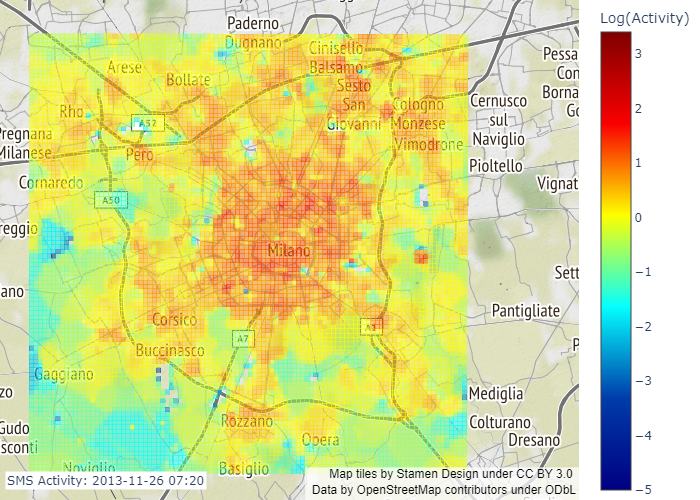 Log(Activity)
3
2
1
0
−1
−2
−3
−4
−5
Paderno
Dugnano
Cinisello
Balsamo
Arese
Bollate
Sesto
San
Giovanni
Cologno
Monzese
Pessa
Con
Borna
Go
Cernusco
sul
Naviglio
Rho
A52
Pregnana
Milanese
Pero
Vimodrone
Pioltello
Cornaredo
Vignat
A50
reggio
Milano
Sett
ano
Corsico
Pantigliate
A7
Buccinasco
P
Gaggiano
zo
Mediglia
Rozzano
Colturano
Gudo
sconti
Opera
Dresano
Noviglio
Basiglio
SMS Activity: 2013-11-26 07:20
Map tiles by Stamen Design under CC BY 3.0
Data by OpenStreetMap contributors under ODbL